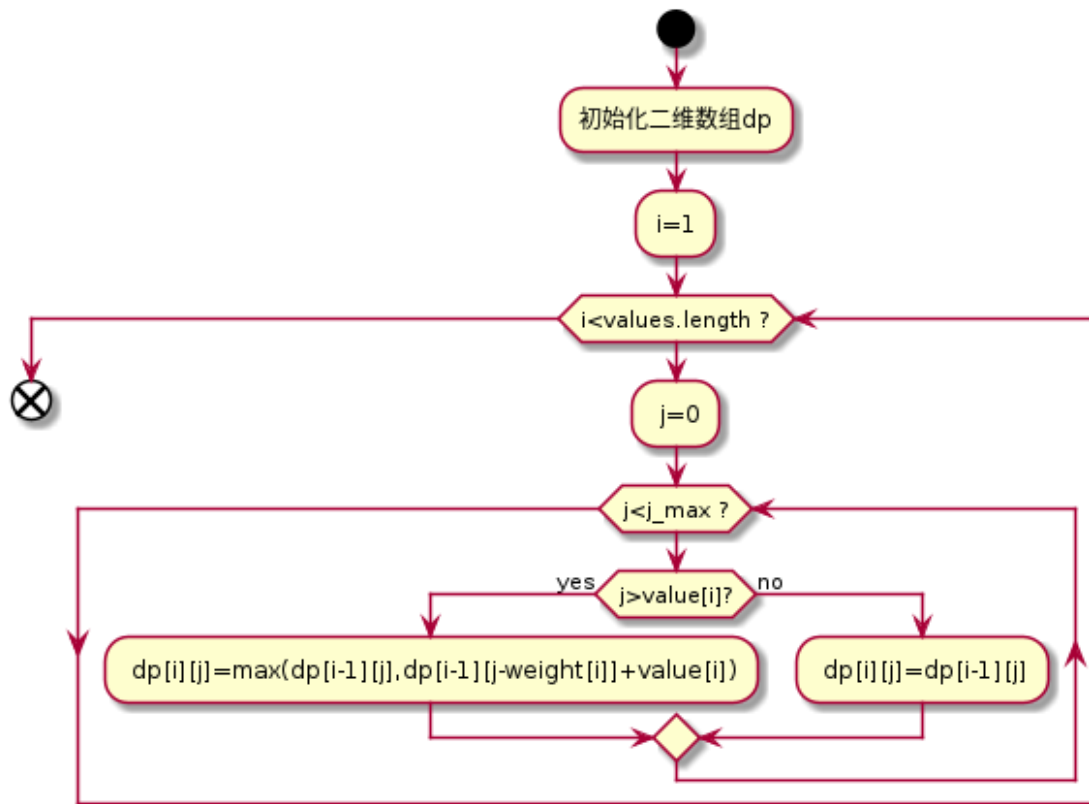 初始化二维数组dp
i=1
i<values.length ?
j=0
j<j_max ?
yes
j>value[i]?
no
dp[i][j]=max(dp[i-1][j],dp[i-1][j-weight[i]]+value[i])
dp[i][j]=dp[i-1][j]